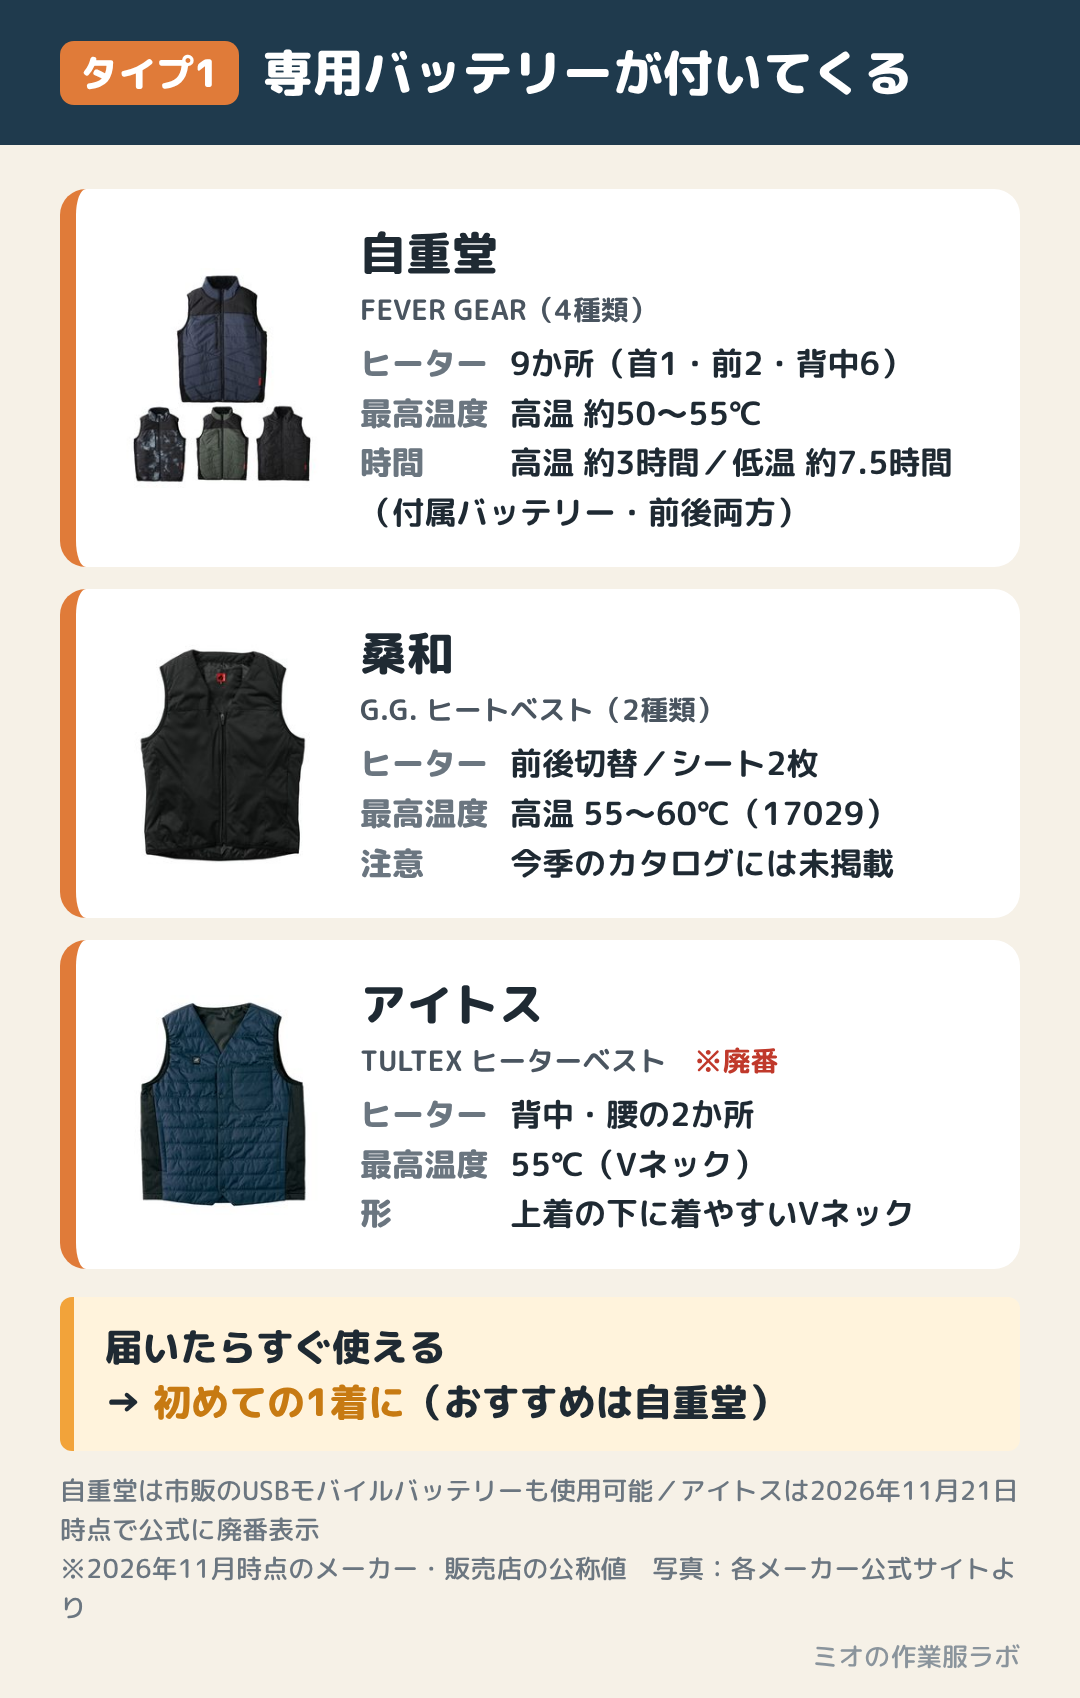 タイプ1 専用バッテリーが付いてくる
自重堂
FEVER GEAR（4種類）
ヒーター 9か所（首1・前2・背中6）
最高温度 高温 約50〜55℃
時間 高温 約3時間／低温 約7.5時間
（付属バッテリー・前後両方）
桑和
G.G. ヒートベスト（2種類）
ヒーター 前後切替／シート2枚
最高温度 高温 55〜60℃（17029）
注意 今季のカタログには未掲載
アイトス
TULTEX ヒーターベスト ※廃番
ヒーター 背中・腰の2か所
最高温度 55℃（Vネック）
形 上着の下に着やすいVネック
届いたらすぐ使える
→ 初めての1着に（おすすめは自重堂）
自重堂は市販のUSBモバイルバッテリーも使用可能／アイトスは2026年11月21日
時点で公式に廃番表示
※2026年11月時点のメーカー・販売店の公称値　写真：各メーカー公式サイトよ
り
ミオの作業服ラボ